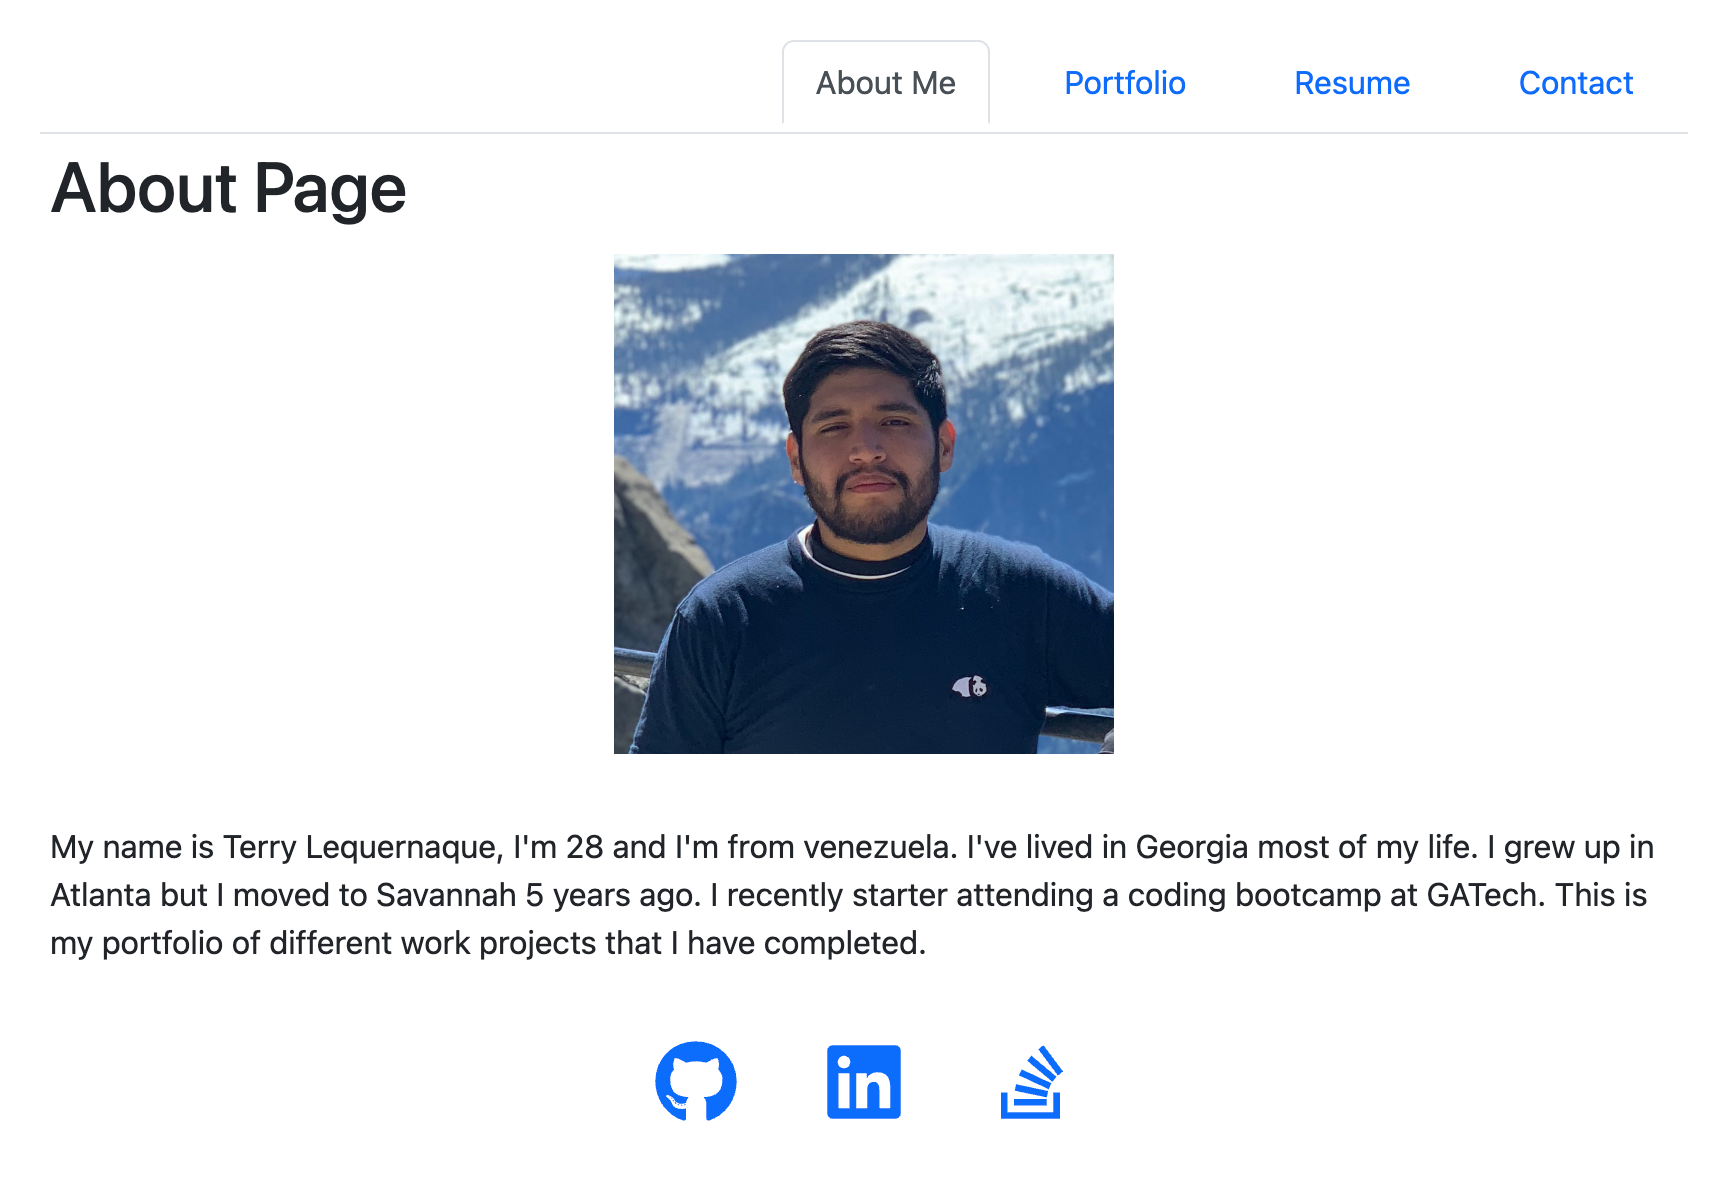 About Me
Portfolio
Resume
Contact
About Page
My name is Terry Lequernaque, I'm 28 and I'm from venezuela. I've lived in Georgia most of my life. I grew up in
Atlanta but I moved to Savannah 5 years ago. I recently starter attending a coding bootcamp at GATech. This is
my portfolio of different work projects that I have completed.
in